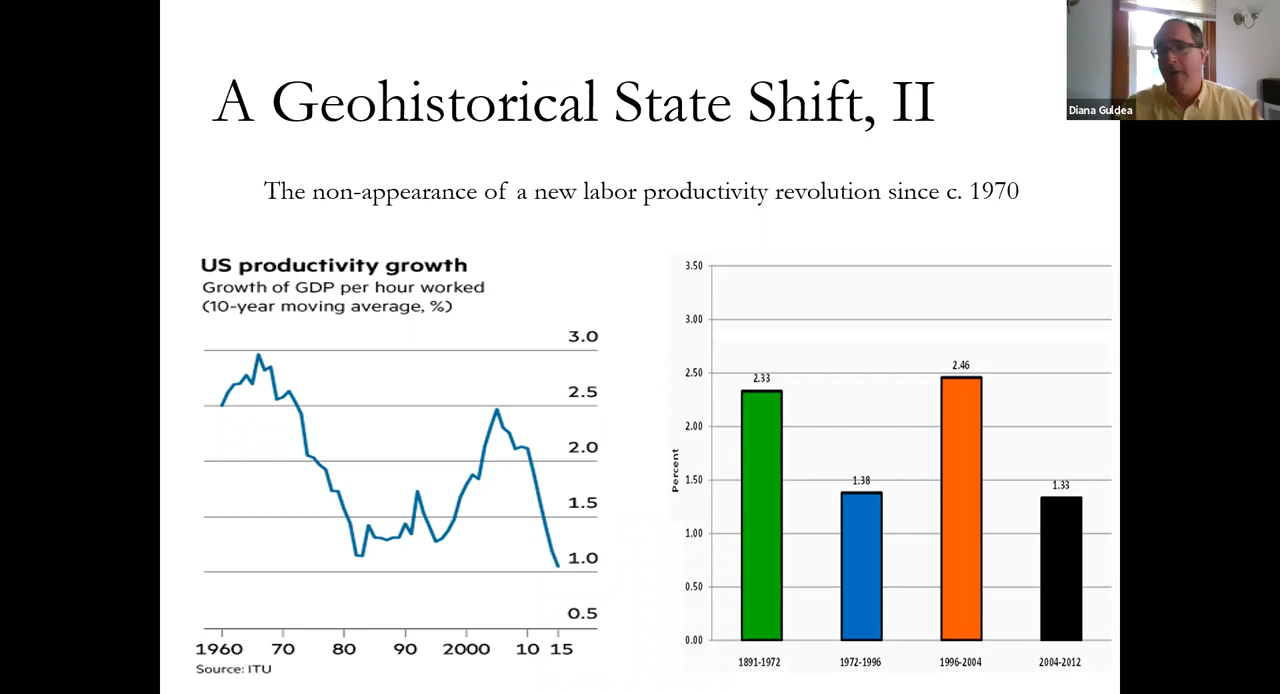 A Geohistorical State Shift, II
Diana Guldea
The non-appearance of a new labor productivity revolution since c. 1970
US productivity growth
Growth of GDP per hour worked
(10-year moving average, %)
3.0
2.5
2.0
1.5
1.0
0.5
1960 70 80 90 2000 10 15
Source: ITU
3.50
3.00
2.50
2.00
1.50
1.00
0.50
0.00
Percent
2.33
1.38
2.46
1.33
1891-1972 1972-1996 1996-2004 2004-2012